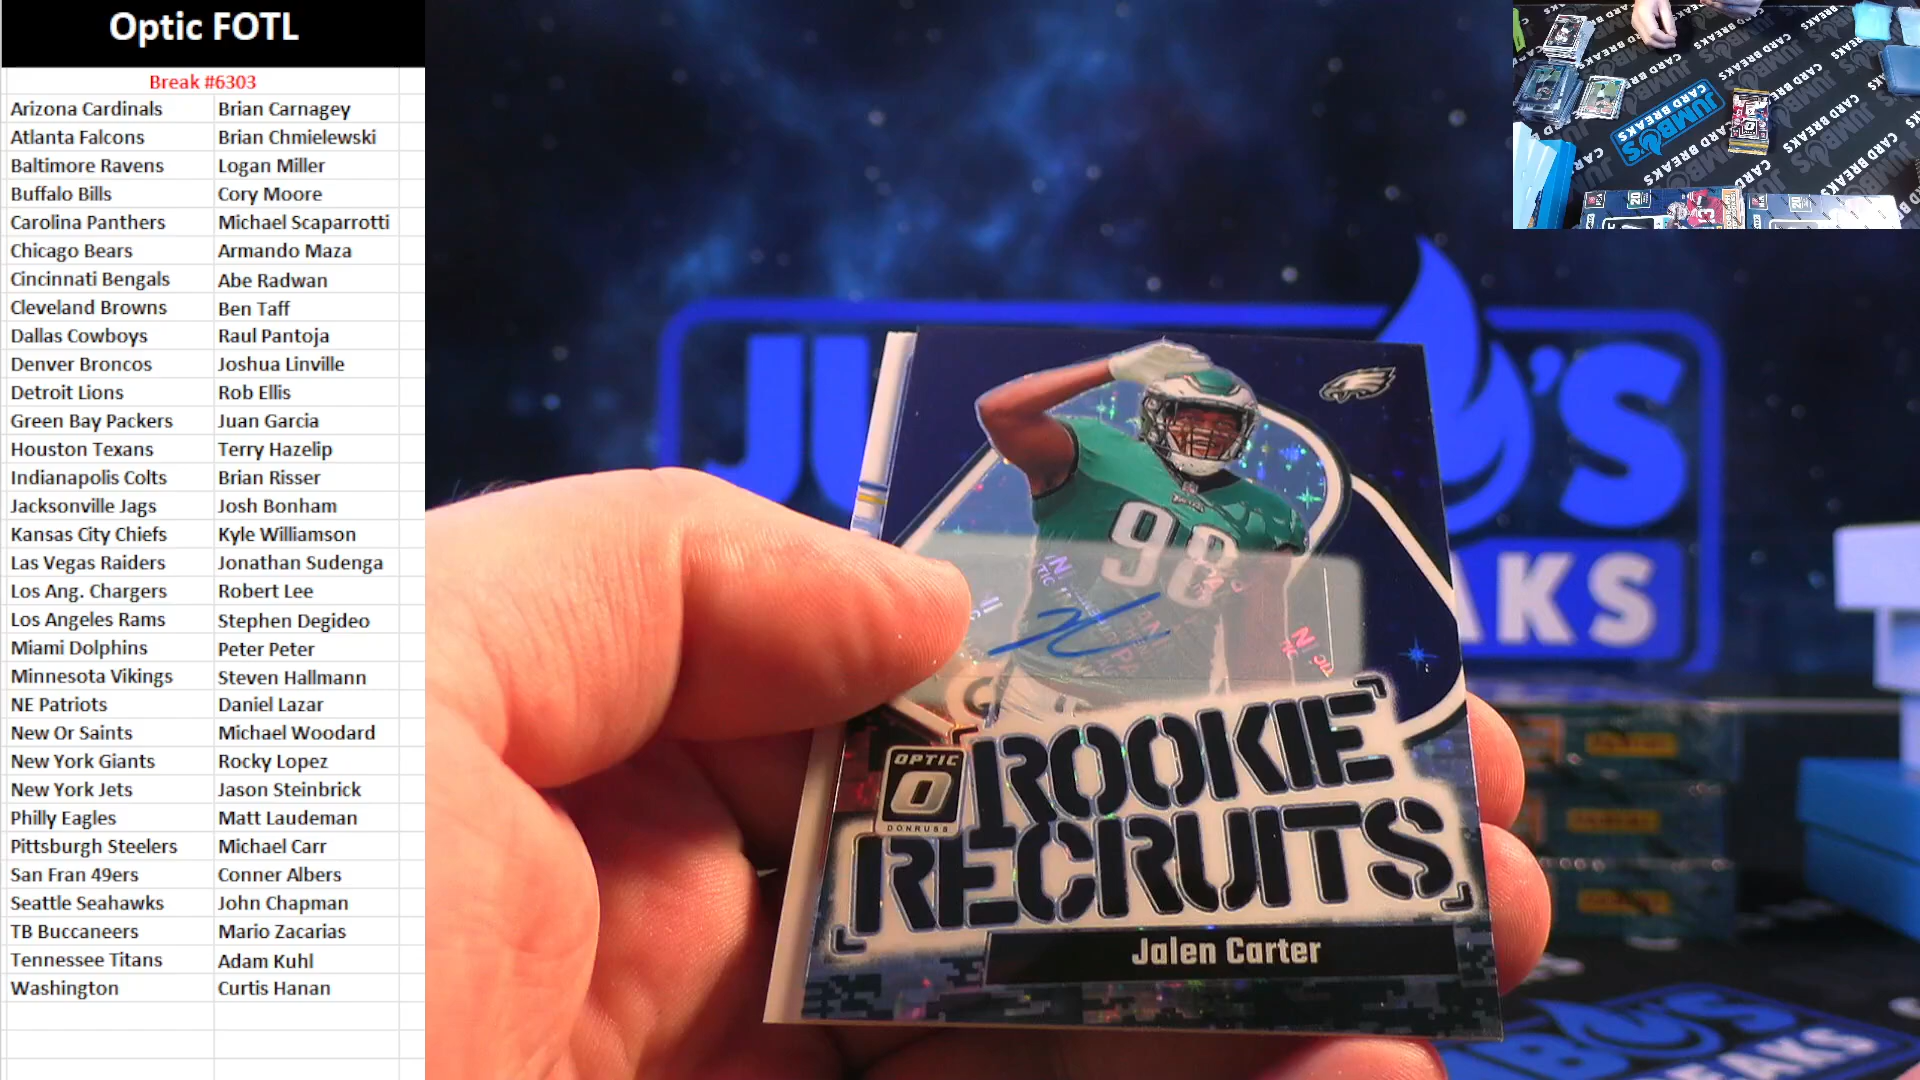 Optic FOTL
Break #6303
Arizona Cardinals Brian Carnagey
Atlanta Falcons Brian Chmielewski
Baltimore Ravens Logan Miller
Buffalo Bills Cory Moore
Carolina Panthers Michael Scaparrotti
Chicago Bears Armando Maza
Cincinnati Bengals Abe Radwan
Cleveland Browns Ben Taff
Dallas Cowboys Raul Pantoja
Denver Broncos Joshua Linville
Detroit Lions Rob Ellis
Green Bay Packers Juan Garcia
Houston Texans Terry Hazelip
Indianapolis Colts Brian Risser
Jacksonville Jags Josh Bonham
Kansas City Chiefs Kyle Williamson
Las Vegas Raiders Jonathan Sudenga
Los Ang. Chargers Robert Lee
Los Angeles Rams Stephen Degideo
Miami Dolphins Peter Peter
Minnesota Vikings Steven Hallmann
NE Patriots Daniel Lazar
New Or Saints Michael Woodard
New York Giants Rocky Lopez
New York Jets Jason Steinbrick
Philly Eagles Matt Laudeman
Pittsburgh Steelers Michael Carr
San Fran 49ers Conner Albers
Seattle Seahawks John Chapman
TB Buccaneers Mario Zacarias
Tennessee Titans Adam Kuhl
Washington Curtis Hanan
98
OPTIC
DONRUSS
ROOKIE
RECRUITS
Jalen Carter
JUMBO'S
CARD BREAKS